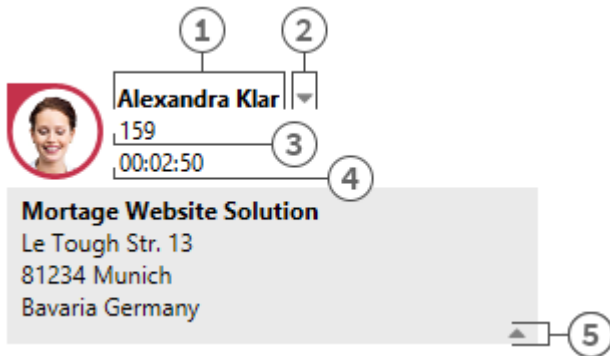 1 2
Alexandra Klar
159
3
00:02:50
4
Mortage Website Solution
Le Tough Str. 13
81234 Munich
Bavaria Germany
5